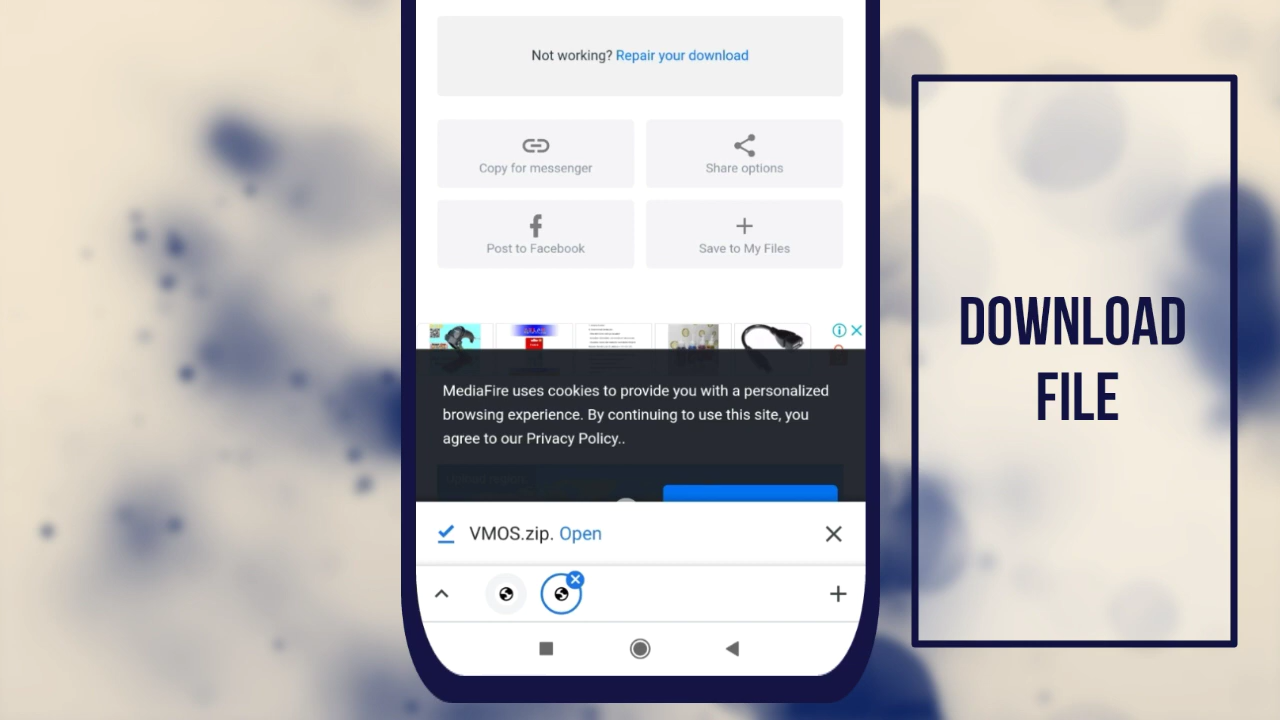 Not working? Repair your download
Copy for messenger
Share options
Post to Facebook
Save to My Files
MediaFire uses cookies to provide you with a personalized
browsing experience. By continuing to use this site, you
agree to our Privacy Policy..
VMOS.zip. Open
DOWNLOAD
FILE